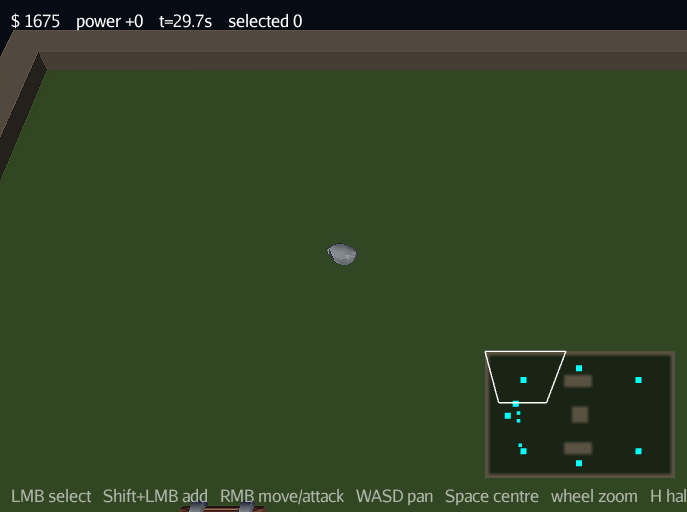 $ 1675 power +0 t=29.7s selected 0
LMB select Shift+LMB add RMB move/attack WASD pan Space centre wheel zoom H hal